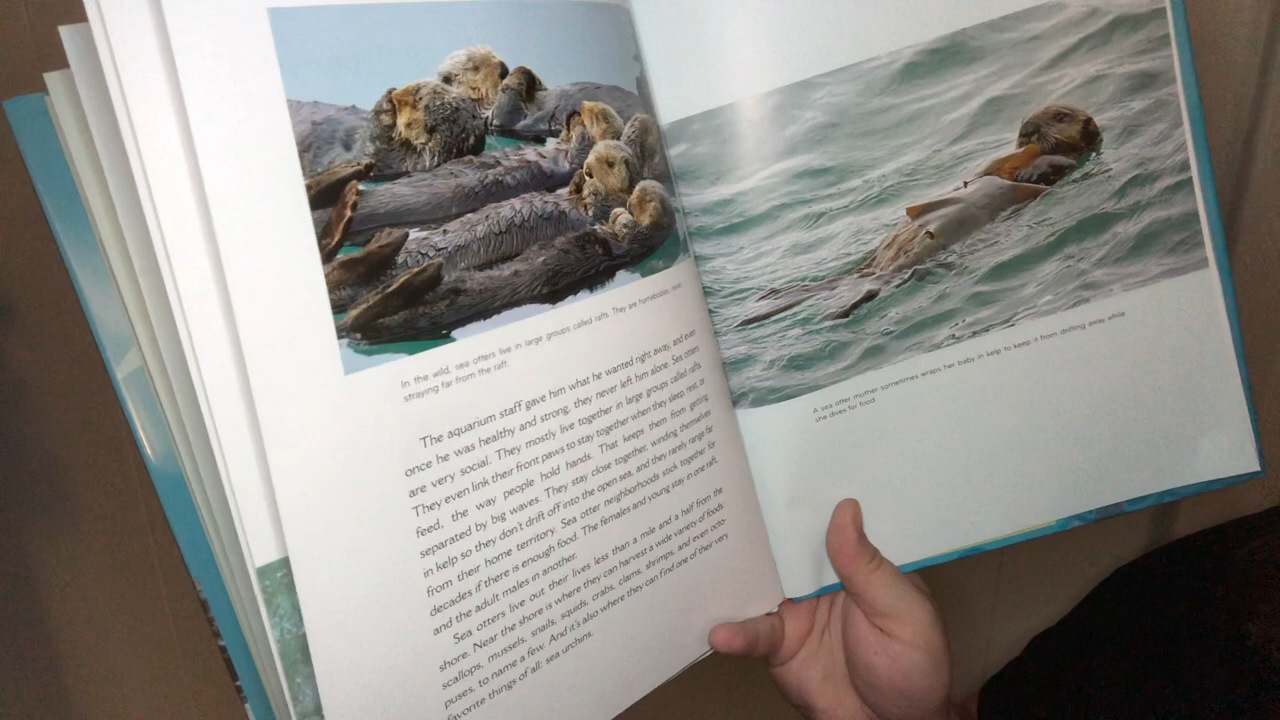 In the wild, sea otters live in large groups called rafts. They are homebodies, never
straying far from the raft.
The aquarium staff gave him what he wanted right away, and even
once he was healthy and strong, they never left him alone. Sea otters
are very social. They mostly live together in large groups called rafts.
They even link their front paws to stay together when they sleep, rest, or
feed, the way people hold hands. That keeps them from getting
separated by big waves. They stay close together, winding themselves
in kelp so they don't drift off into the open sea, and they rarely range far
from their home territory. Sea otter neighborhoods stick together for
decades if there is enough food. The females and young stay in one raft,
and the adult males in another.
Sea otters live out their lives less than a mile and a half from the
shore. Near the shore is where they can harvest a wide variety of foods:
scallops, mussels, snails, squids, crabs, clams, shrimps, and even octo-
puses, to name a few. And it's also where they can find one of their very
favorite things of all: sea urchins.
A sea otter mother sometimes wraps her baby in kelp to keep it from drifting away while
she dives for food.